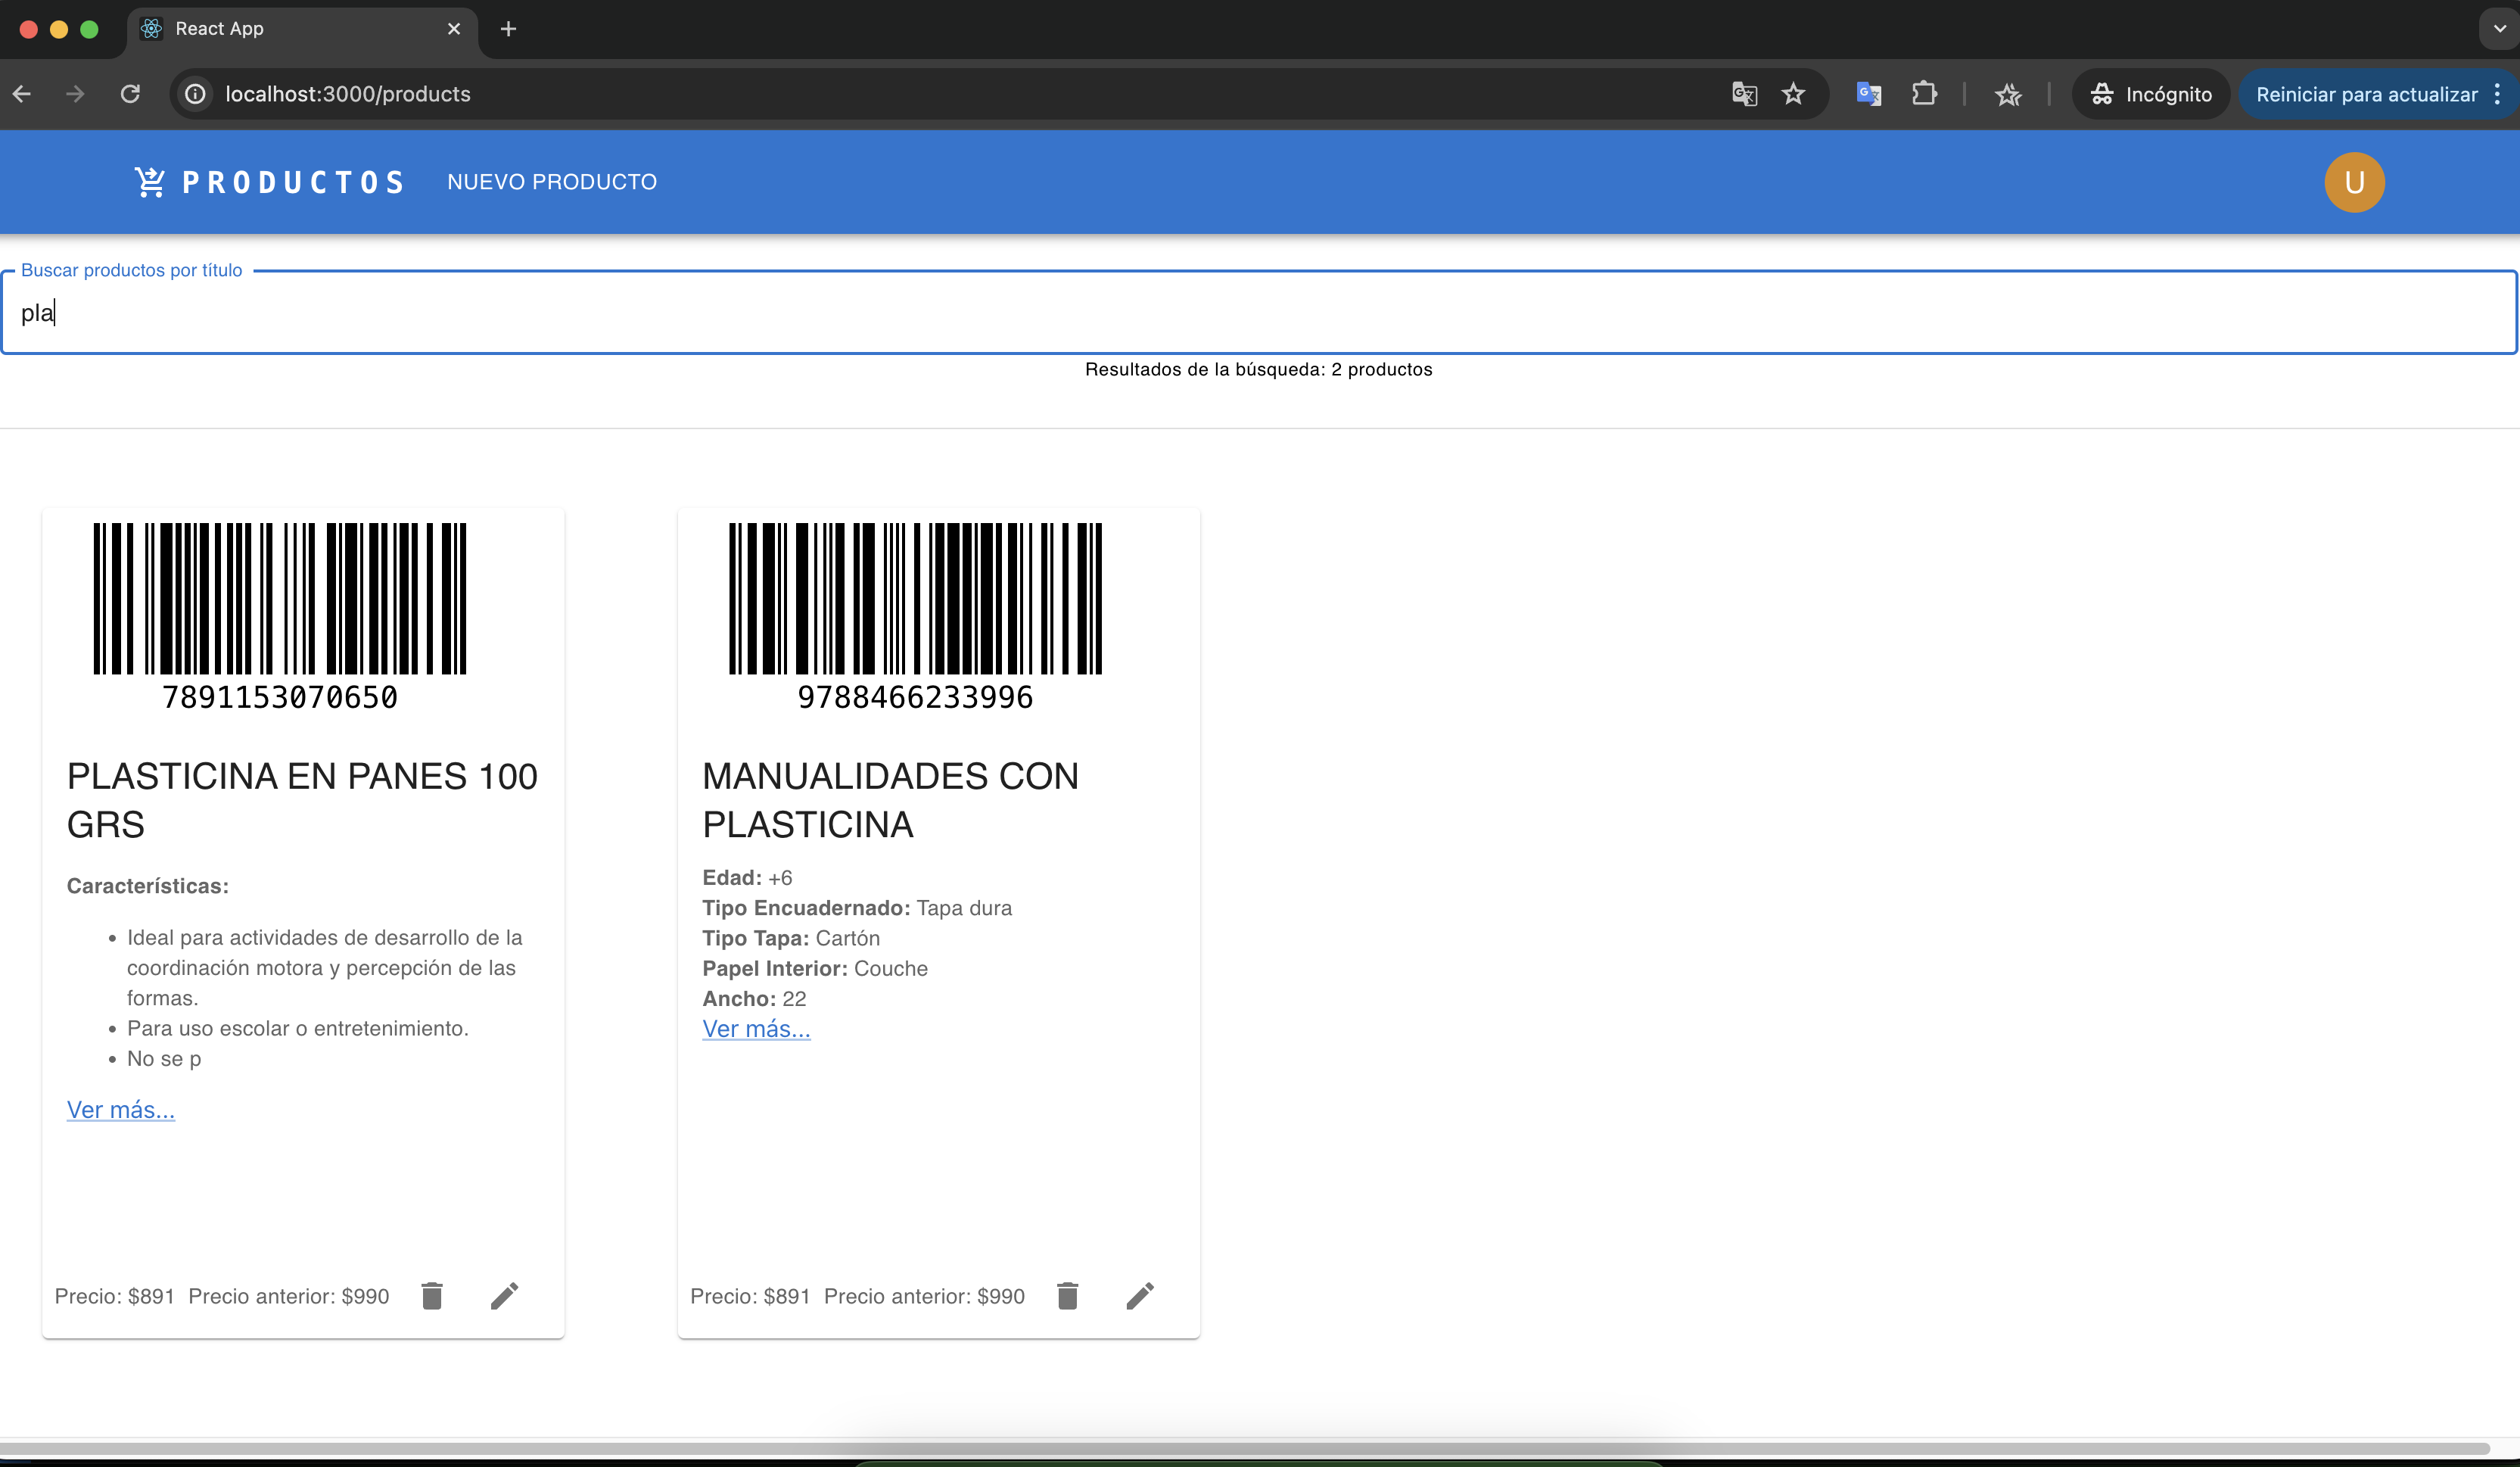 React App
localhost:3000/products
Incógnito
Reiniciar para actualizar
PRODUCTOS
NUEVO PRODUCTO
U
Buscar productos por título
pla
Resultados de la búsqueda: 2 productos
7891153070650
PLASTICINA EN PANES 100
GRS
Características:
Ideal para actividades de desarrollo de la
coordinación motora y percepción de las
formas.
Para uso escolar o entretenimiento.
No se p
Ver más...
Precio: $891 Precio anterior: $990
9788466233996
MANUALIDADES CON
PLASTICINA
Edad: +6
Tipo Encuadernado: Tapa dura
Tipo Tapa: Cartón
Papel Interior: Couche
Ancho: 22
Ver más...
Precio: $891 Precio anterior: $990